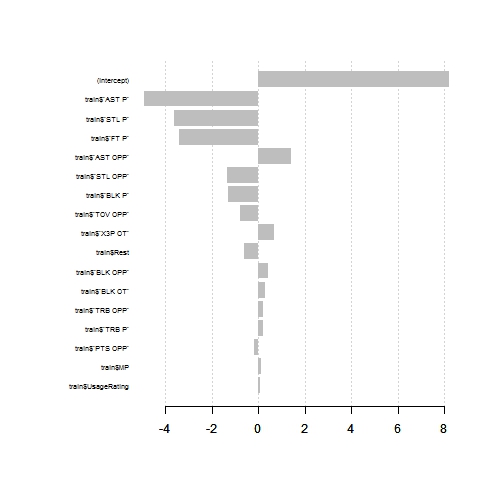 (Intercept)
train$`AST P`
train$`STL P`
train$`FT P`
train$`AST OPP`
train$`STL OPP`
train$`BLK P`
train$`TOV OPP`
train$`X3P OT`
train$Rest
train$`BLK OPP`
train$`BLK OT`
train$`TRB OPP`
train$`TRB P`
train$`PTS OPP`
train$MP
train$UsageRating
-4 -2 0 2 4 6 8